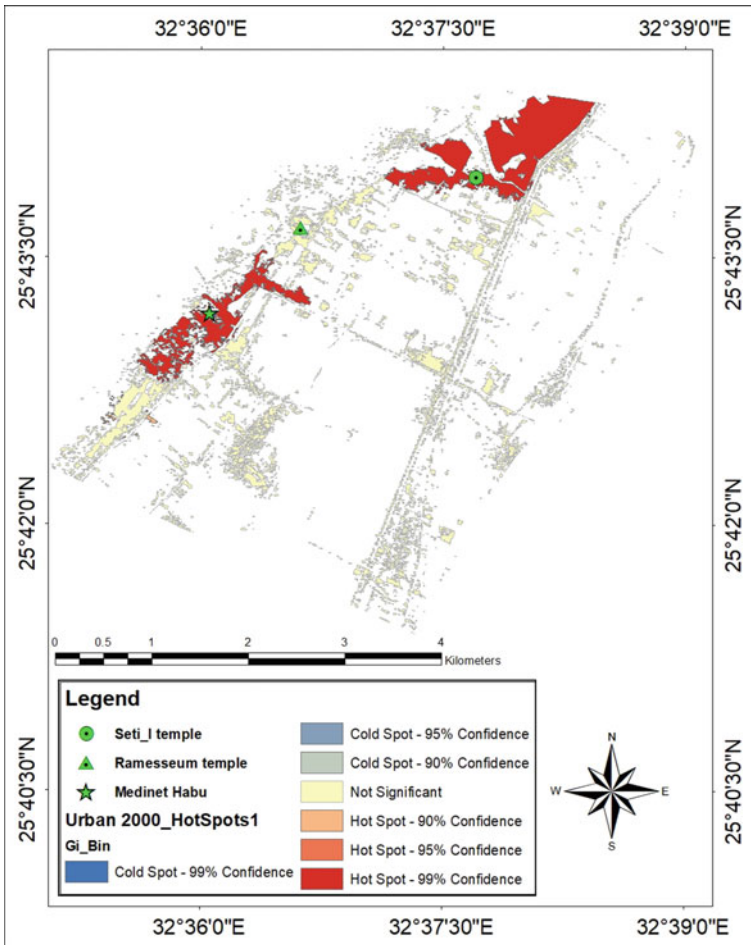 32°36'0"E 32°37'30"E 32°39'0"E
25°43'30"N 25°43'30"N
25°42'0"N 25°42'0"N
0 0.5 1 2 3 4
Kilometers
Legend
Seti_I temple
Ramesseum temple
Medinet Habu
Urban 2000_HotSpots1
Gi_Bin
Cold Spot - 99% Confidence
Cold Spot - 95% Confidence
Cold Spot - 90% Confidence
Not Significant
Hot Spot - 90% Confidence
Hot Spot - 95% Confidence
Hot Spot - 99% Confidence
N
W E
S
25°40'30"N 25°40'30"N
32°36'0"E 32°37'30"E 32°39'0"E